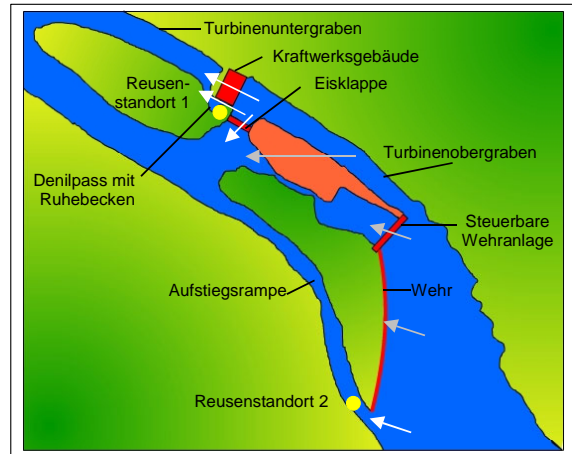 Turbinenuntergraben
Kraftwerksgebäude
Reusen-
standort 1
Eisklappe
Turbinenobergraben
Denilpass mit
Ruhebecken
Steuerbare
Wehranlage
Aufstiegsrampe
Wehr
Reusenstandort 2